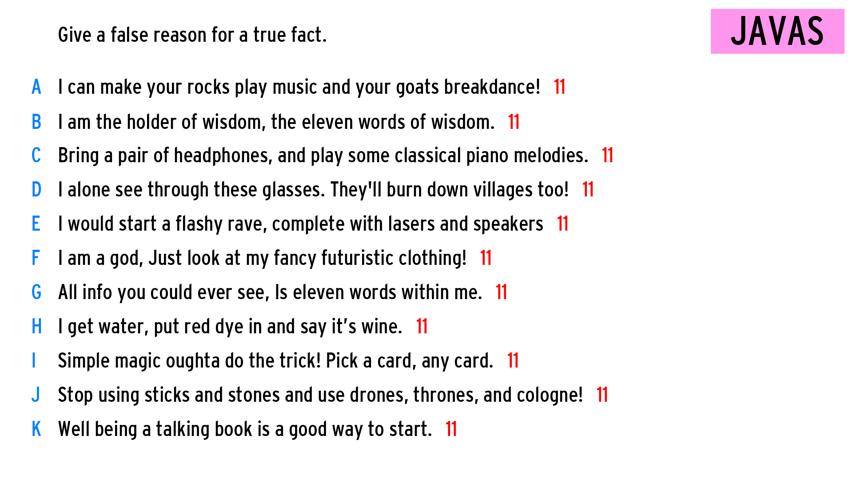 Give a false reason for a true fact.
JAVAS
A I can make your rocks play music and your goats breakdance! 11
B I am the holder of wisdom, the eleven words of wisdom. 11
C Bring a pair of headphones, and play some classical piano melodies. 11
D I alone see through these glasses. They'll burn down villages too! 11
E I would start a flashy rave, complete with lasers and speakers 11
F I am a god, Just look at my fancy futuristic clothing! 11
G All info you could ever see, Is eleven words within me. 11
H I get water, put red dye in and say it's wine. 11
I Simple magic oughta do the trick! Pick a card, any card. 11
J Stop using sticks and stones and use drones, thrones, and cologne! 11
K Well being a talking book is a good way to start. 11